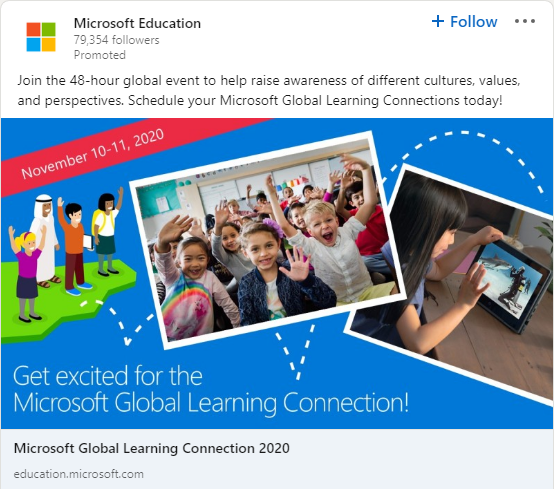 Microsoft Education
79,354 followers
Promoted
+ Follow
Join the 48-hour global event to help raise awareness of different cultures, values,
and perspectives. Schedule your Microsoft Global Learning Connections today!
November 10-11, 2020
Get excited for the
Microsoft Global Learning Connection!
Microsoft Global Learning Connection 2020
education.microsoft.com